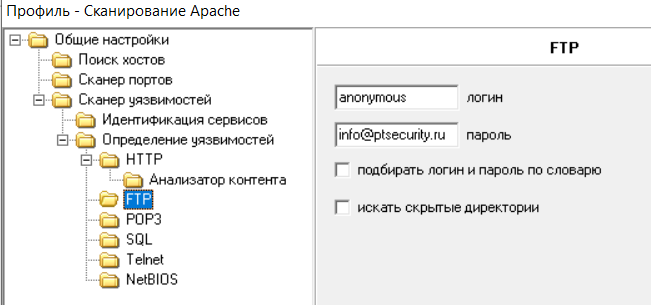 Профиль - Сканирование Apache
Общие настройки
Поиск хостов
Сканер портов
Сканер уязвимостей
Идентификация сервисов
Определение уязвимостей
HTTP
Анализатор контента
FTP
POP3
SQL
Telnet
NetBIOS
FTP
anonymous логин
info@ptsecurity.ru пароль
подбирать логин и пароль по словарю
искать скрытые директории